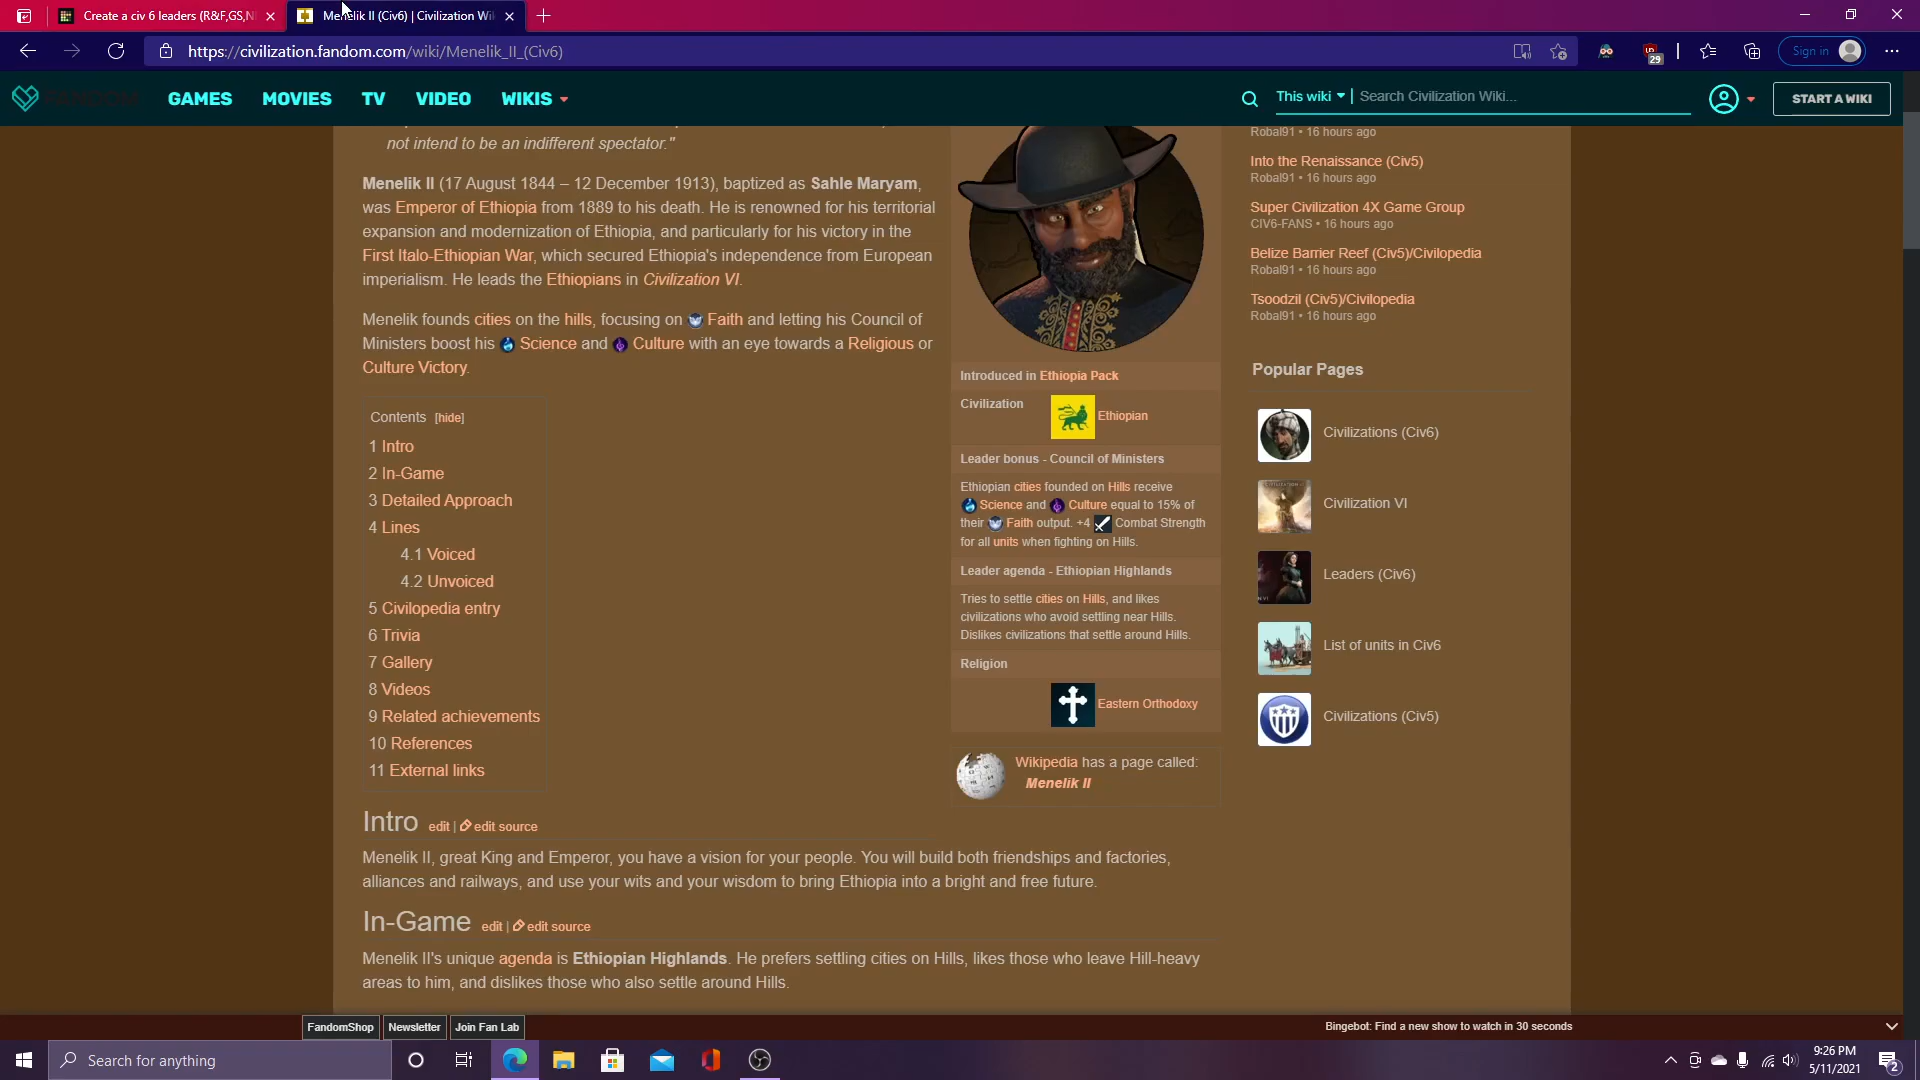 Create a civ 6 leaders (R&F,GS,N
Menelik II (Civ6) | Civilization Wi
https://civilization.fandom.com/wiki/Menelik_II_(Civ6)
29
Sign in
FANDOM
GAMES
MOVIES
TV
VIDEO
WIKIS
This wiki
Search Civilization Wiki...
START A WIKI
not intend to be an indifferent spectator."
Menelik II (17 August 1844 – 12 December 1913), baptized as Sahle Maryam,
was Emperor of Ethiopia from 1889 to his death. He is renowned for his territorial
expansion and modernization of Ethiopia, and particularly for his victory in the
First Italo-Ethiopian War, which secured Ethiopia's independence from European
imperialism. He leads the Ethiopians in Civilization VI.
Menelik founds cities on the hills, focusing on Faith and letting his Council of
Ministers boost his Science and Culture with an eye towards a Religious or
Culture Victory.
Contents [hide]
1 Intro
2 In-Game
3 Detailed Approach
4 Lines
4.1 Voiced
4.2 Unvoiced
5 Civilopedia entry
6 Trivia
7 Gallery
8 Videos
9 Related achievements
10 References
11 External links
Intro edit | edit source
Menelik II, great King and Emperor, you have a vision for your people. You will build both friendships and factories,
alliances and railways, and use your wits and your wisdom to bring Ethiopia into a bright and free future.
In-Game edit | edit source
Menelik II's unique agenda is Ethiopian Highlands. He prefers settling cities on Hills, likes those who leave Hill-heavy
areas to him, and dislikes those who also settle around Hills.
Introduced in Ethiopia Pack
Civilization
Ethiopian
Leader bonus - Council of Ministers
Ethiopian cities founded on Hills receive
Science and Culture equal to 15% of
their Faith output. +4 Combat Strength
for all units when fighting on Hills.
Leader agenda - Ethiopian Highlands
Tries to settle cities on Hills, and likes
civilizations who avoid settling near Hills.
Dislikes civilizations that settle around Hills.
Religion
Eastern Orthodoxy
Wikipedia has a page called:
Menelik II
Robal91 • 16 hours ago
Into the Renaissance (Civ5)
Robal91 • 16 hours ago
Super Civilization 4X Game Group
CIV6-FANS • 16 hours ago
Belize Barrier Reef (Civ5)/Civilopedia
Robal91 • 16 hours ago
Tsoodzil (Civ5)/Civilopedia
Robal91 • 16 hours ago
Popular Pages
Civilizations (Civ6)
Civilization VI
Leaders (Civ6)
List of units in Civ6
Civilizations (Civ5)
FandomShop
Newsletter
Join Fan Lab
Bingebot: Find a new show to watch in 30 seconds
Search for anything
9:26 PM
5/11/2021
2